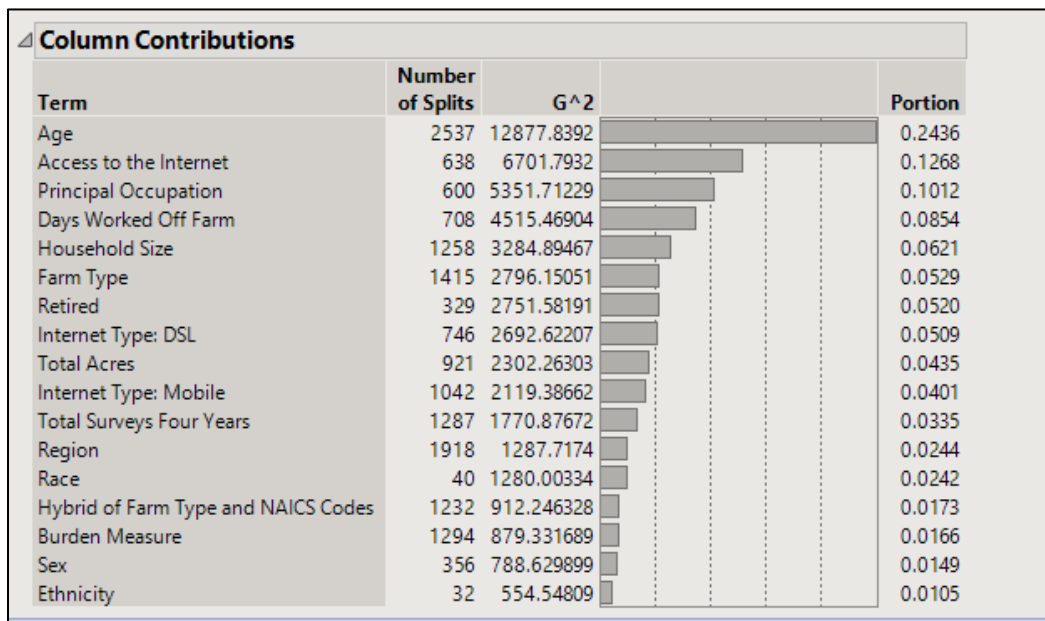 Column Contributions
Number
Term of Splits G^2 Portion
Age 2537 12877.8392 0.2436
Access to the Internet 638 6701.7932 0.1268
Principal Occupation 600 5351.71229 0.1012
Days Worked Off Farm 708 4515.46904 0.0854
Household Size 1258 3284.89467 0.0621
Farm Type 1415 2796.15051 0.0529
Retired 329 2751.58191 0.0520
Internet Type: DSL 746 2692.62207 0.0509
Total Acres 921 2302.26303 0.0435
Internet Type: Mobile 1042 2119.38662 0.0401
Total Surveys Four Years 1287 1770.87672 0.0335
Region 1918 1287.7174 0.0244
Race 40 1280.00334 0.0242
Hybrid of Farm Type and NAICS Codes 1232 912.246328 0.0173
Burden Measure 1294 879.331689 0.0166
Sex 356 788.629899 0.0149
Ethnicity 32 554.54809 0.0105